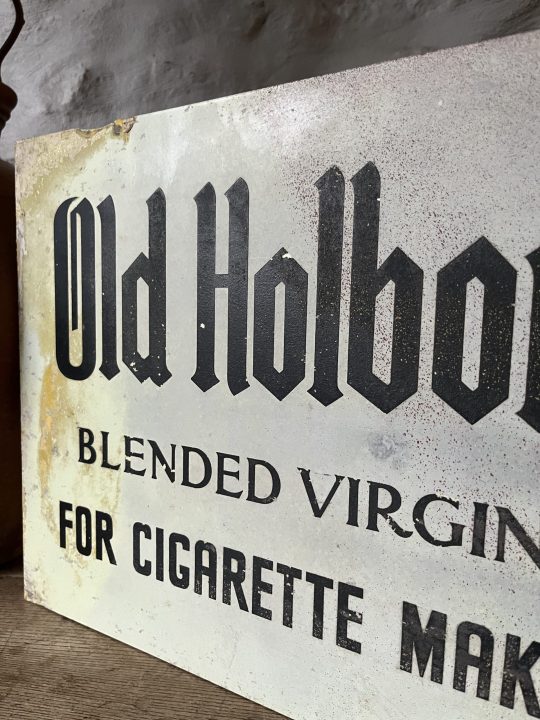 Old Holbo
BLENDED VIRGIN
FOR CIGARETTE MAK